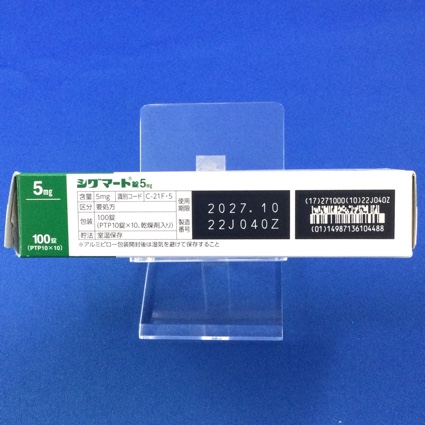 5mg
100錠
(PTP10×10)
シグマート®錠5mg
含量 5mg 識別コード C-21F・5
区分 要処方
包装 100錠
(PTP10錠×10、乾燥剤入り)
貯法 室温保存
※アルミピロー包装開封後は湿気を避けて保存すること
使用期限 2027.10
製造番号 22J040Z
(17)271000(10)22J040Z
(01)14987136104488